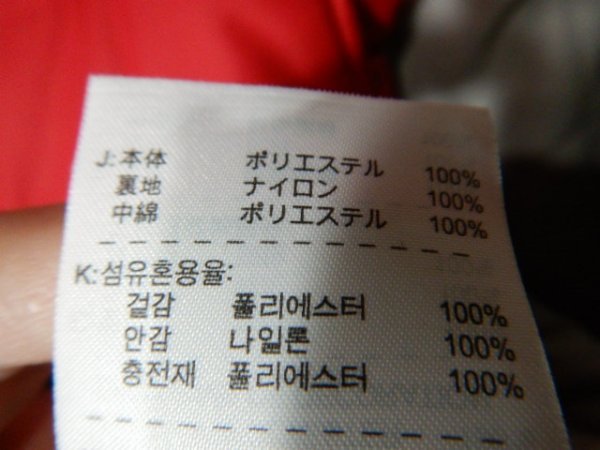 J:本体 ポリエステル 100%
裏地 ナイロン 100%
中綿 ポリエステル 100%
K:섬유혼용율:
겉감 폴리에스터 100%
안감 나일론 100%
충전재 폴리에스터 100%